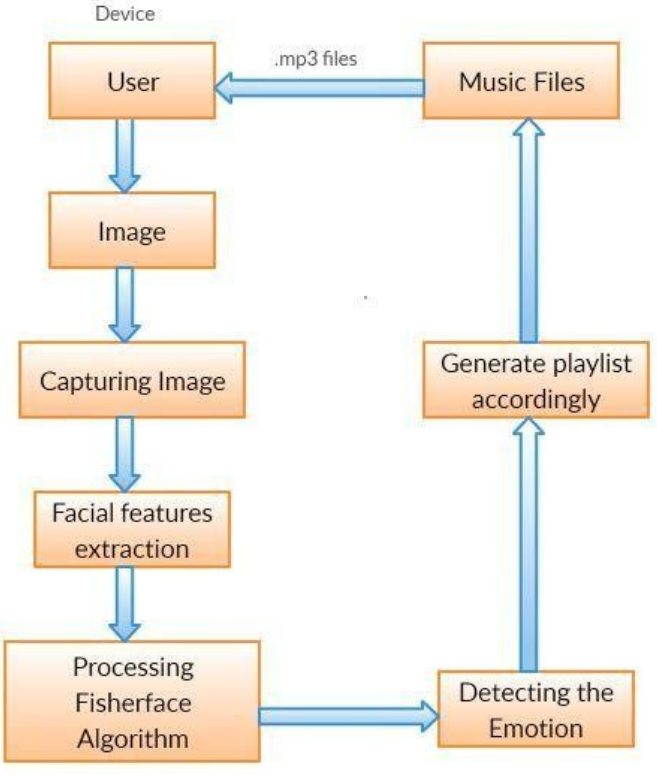 Device
User
.mp3 files
Music Files
Image
Capturing Image
Generate playlist
accordingly
Facial features
extraction
Processing
Fisherface
Algorithm
Detecting the
Emotion